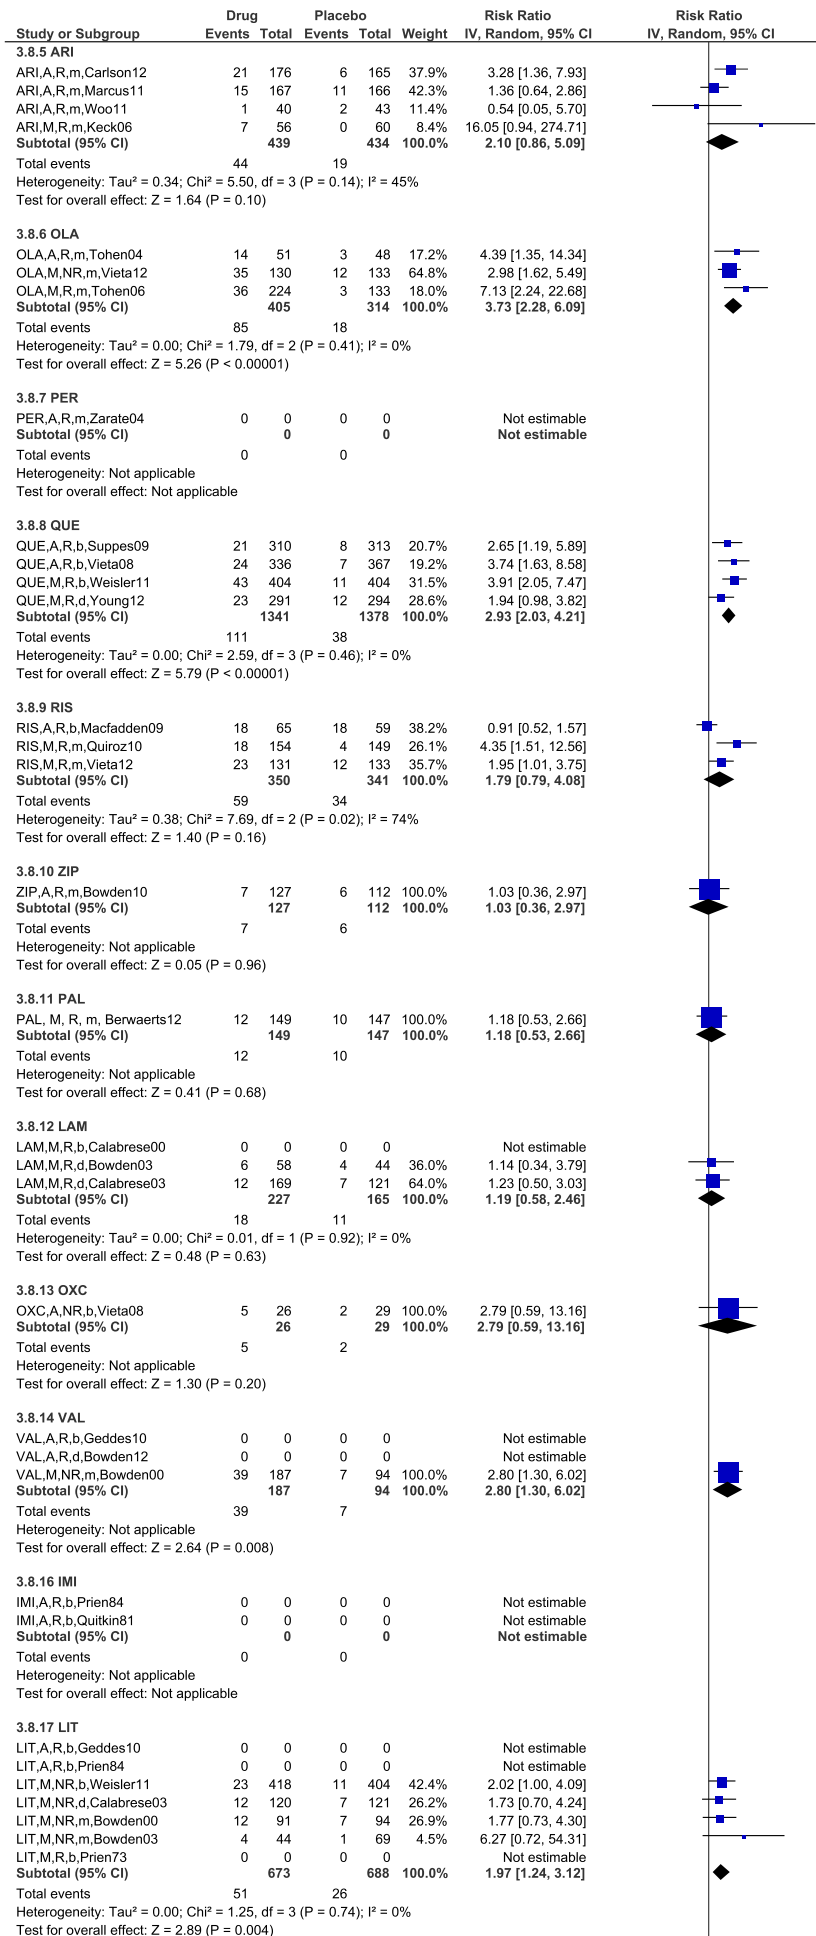 Drug Placebo Risk Ratio Risk Ratio
Study or Subgroup Events Total Events Total Weight IV, Random, 95% CI IV, Random, 95% CI
3.8.5 ARI
ARI,A,R,m,Carlson12 21 176 6 165 37.9% 3.28 [1.36, 7.93]
ARI,A,R,m,Marcus11 15 167 11 166 42.3% 1.36 [0.64, 2.86]
ARI,A,R,m,Woo11 1 40 2 43 11.4% 0.54 [0.05, 5.70]
ARI,M,R,m,Keck06 7 56 0 60 8.4% 16.05 [0.94, 274.71]
Subtotal (95% CI) 439 434 100.0% 2.10 [0.86, 5.09]
Total events 44 19
Heterogeneity: Tau² = 0.34; Chi² = 5.50, df = 3 (P = 0.14); I² = 45%
Test for overall effect: Z = 1.64 (P = 0.10)
3.8.6 OLA
OLA,A,R,m,Tohen04 14 51 3 48 17.2% 4.39 [1.35, 14.34]
OLA,M,NR,m,Vieta12 35 130 12 133 64.8% 2.98 [1.62, 5.49]
OLA,M,R,m,Tohen06 36 224 3 133 18.0% 7.13 [2.24, 22.68]
Subtotal (95% CI) 405 314 100.0% 3.73 [2.28, 6.09]
Total events 85 18
Heterogeneity: Tau² = 0.00; Chi² = 1.79, df = 2 (P = 0.41); I² = 0%
Test for overall effect: Z = 5.26 (P < 0.00001)
3.8.7 PER
PER,A,R,m,Zarate04 0 0 0 0 Not estimable
Subtotal (95% CI) 0 0 Not estimable
Total events 0 0
Heterogeneity: Not applicable
Test for overall effect: Not applicable
3.8.8 QUE
QUE,A,R,b,Suppes09 21 310 8 313 20.7% 2.65 [1.19, 5.89]
QUE,A,R,b,Vieta08 24 336 7 367 19.2% 3.74 [1.63, 8.58]
QUE,M,R,b,Weisler11 43 404 11 404 31.5% 3.91 [2.05, 7.47]
QUE,M,R,d,Young12 23 291 12 294 28.6% 1.94 [0.98, 3.82]
Subtotal (95% CI) 1341 1378 100.0% 2.93 [2.03, 4.21]
Total events 111 38
Heterogeneity: Tau² = 0.00; Chi² = 2.59, df = 3 (P = 0.46); I² = 0%
Test for overall effect: Z = 5.79 (P < 0.00001)
3.8.9 RIS
RIS,A,R,b,Macfadden09 18 65 18 59 38.2% 0.91 [0.52, 1.57]
RIS,M,R,m,Quiroz10 18 154 4 149 26.1% 4.35 [1.51, 12.56]
RIS,M,R,m,Vieta12 23 131 12 133 35.7% 1.95 [1.01, 3.75]
Subtotal (95% CI) 350 341 100.0% 1.79 [0.79, 4.08]
Total events 59 34
Heterogeneity: Tau² = 0.38; Chi² = 7.69, df = 2 (P = 0.02); I² = 74%
Test for overall effect: Z = 1.40 (P = 0.16)
3.8.10 ZIP
ZIP,A,R,m,Bowden10 7 127 6 112 100.0% 1.03 [0.36, 2.97]
Subtotal (95% CI) 127 112 100.0% 1.03 [0.36, 2.97]
Total events 7 6
Heterogeneity: Not applicable
Test for overall effect: Z = 0.05 (P = 0.96)
3.8.11 PAL
PAL, M, R, m, Berwaerts12 12 149 10 147 100.0% 1.18 [0.53, 2.66]
Subtotal (95% CI) 149 147 100.0% 1.18 [0.53, 2.66]
Total events 12 10
Heterogeneity: Not applicable
Test for overall effect: Z = 0.41 (P = 0.68)
3.8.12 LAM
LAM,M,R,b,Calabrese00 0 0 0 0 Not estimable
LAM,M,R,d,Bowden03 6 58 4 44 36.0% 1.14 [0.34, 3.79]
LAM,M,R,d,Calabrese03 12 169 7 121 64.0% 1.23 [0.50, 3.03]
Subtotal (95% CI) 227 165 100.0% 1.19 [0.58, 2.46]
Total events 18 11
Heterogeneity: Tau² = 0.00; Chi² = 0.01, df = 1 (P = 0.92); I² = 0%
Test for overall effect: Z = 0.48 (P = 0.63)
3.8.13 OXC
OXC,A,NR,b,Vieta08 5 26 2 29 100.0% 2.79 [0.59, 13.16]
Subtotal (95% CI) 26 29 100.0% 2.79 [0.59, 13.16]
Total events 5 2
Heterogeneity: Not applicable
Test for overall effect: Z = 1.30 (P = 0.20)
3.8.14 VAL
VAL,A,R,b,Geddes10 0 0 0 0 Not estimable
VAL,A,R,d,Bowden12 0 0 0 0 Not estimable
VAL,M,NR,m,Bowden00 39 187 7 94 100.0% 2.80 [1.30, 6.02]
Subtotal (95% CI) 187 94 100.0% 2.80 [1.30, 6.02]
Total events 39 7
Heterogeneity: Not applicable
Test for overall effect: Z = 2.64 (P = 0.008)
3.8.16 IMI
IMI,A,R,b,Prien84 0 0 0 0 Not estimable
IMI,A,R,b,Quitkin81 0 0 0 0 Not estimable
Subtotal (95% CI) 0 0 Not estimable
Total events 0 0
Heterogeneity: Not applicable
Test for overall effect: Not applicable
3.8.17 LIT
LIT,A,R,b,Geddes10 0 0 0 0 Not estimable
LIT,A,R,b,Prien84 0 0 0 0 Not estimable
LIT,M,NR,b,Weisler11 23 418 11 404 42.4% 2.02 [1.00, 4.09]
LIT,M,NR,d,Calabrese03 12 120 7 121 26.2% 1.73 [0.70, 4.24]
LIT,M,NR,m,Bowden00 12 91 7 94 26.9% 1.77 [0.73, 4.30]
LIT,M,NR,m,Bowden03 4 44 1 69 4.5% 6.27 [0.72, 54.31]
LIT,M,R,b,Prien73 0 0 0 0 Not estimable
Subtotal (95% CI) 673 688 100.0% 1.97 [1.24, 3.12]
Total events 51 26
Heterogeneity: Tau² = 0.00; Chi² = 1.25, df = 3 (P = 0.74); I² = 0%
Test for overall effect: Z = 2.89 (P = 0.004)